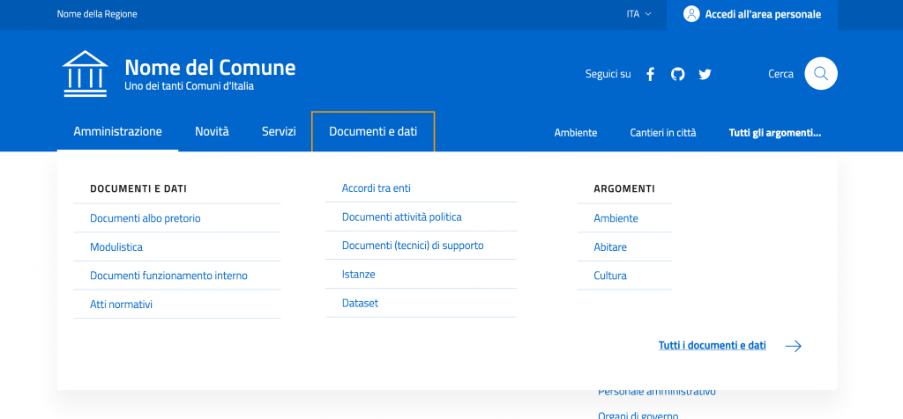 Nome della Regione
ITA
Accedi all'area personale
Nome del Comune
Uno dei tanti Comuni d'Italia
Seguici su
Cerca
Amministrazione
Novità
Servizi
Documenti e dati
Ambiente
Cantieri in città
Tutti gli argomenti...
DOCUMENTI E DATI
Documenti albo pretorio
Modulistica
Documenti funzionamento interno
Atti normativi
Accordi tra enti
Documenti attività politica
Documenti (tecnici) di supporto
Istanze
Dataset
ARGOMENTI
Ambiente
Abitare
Cultura
Tutti i documenti e dati
Personale amministrativo
Organi di governo